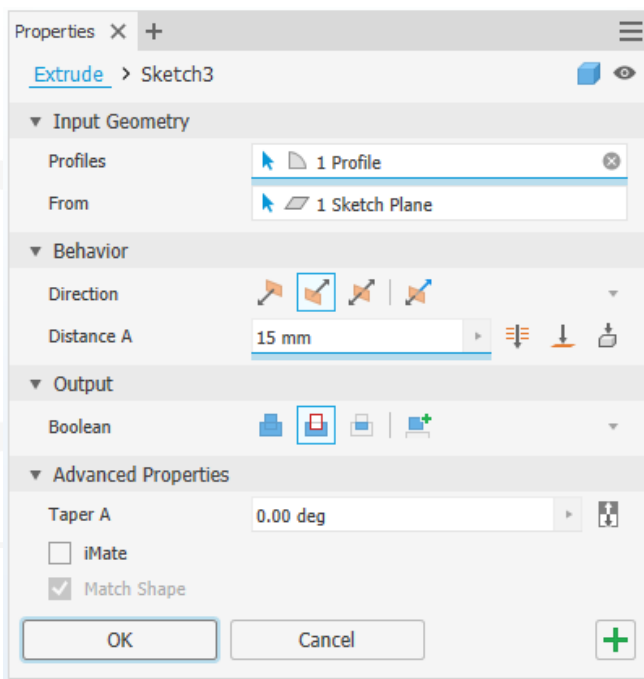 Properties
Extrude > Sketch3
Input Geometry
Profiles 1 Profile
From 1 Sketch Plane
Behavior
Direction
Distance A 15 mm
Output
Boolean
Advanced Properties
Taper A 0.00 deg
iMate
Match Shape
OK Cancel